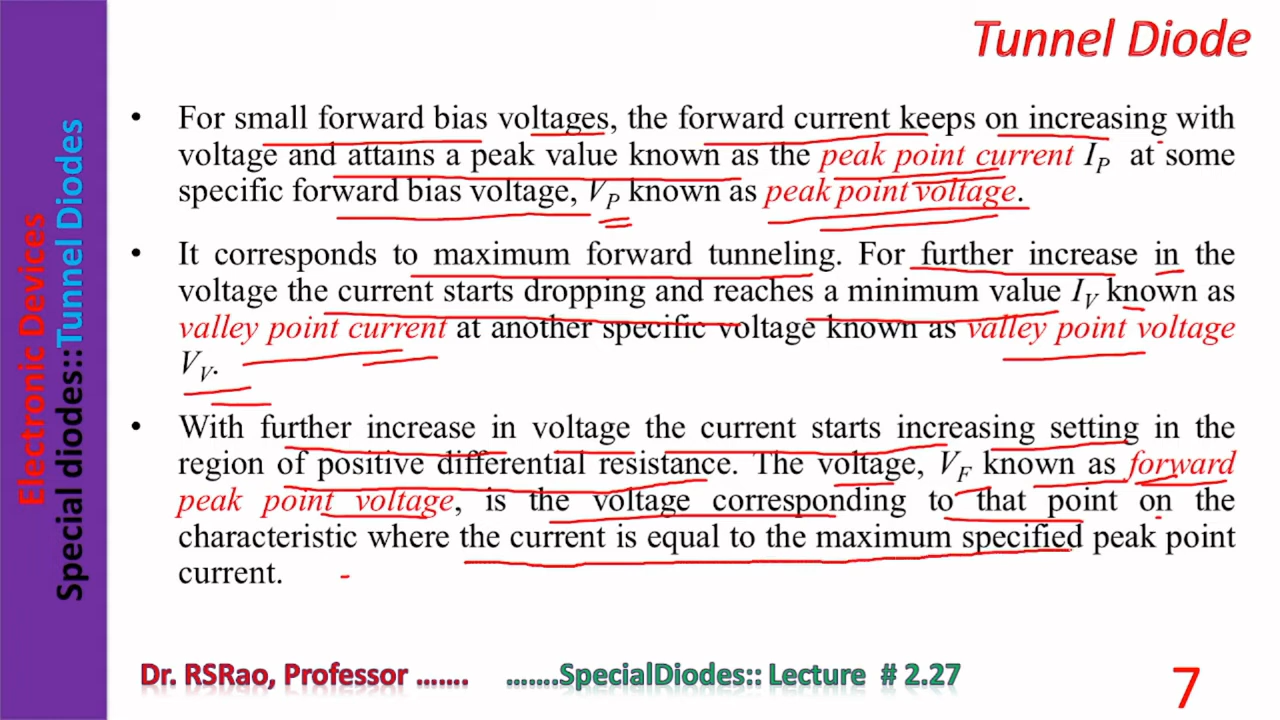 Tunnel Diode
• For small forward bias voltages, the forward current keeps on increasing with
voltage and attains a peak value known as the peak point current IP at some
specific forward bias voltage, VP known as peak point voltage.
• It corresponds to maximum forward tunneling. For further increase in the
voltage the current starts dropping and reaches a minimum value IV known as
valley point current at another specific voltage known as valley point voltage
VV.
• With further increase in voltage the current starts increasing setting in the
region of positive differential resistance. The voltage, VF known as forward
peak point voltage, is the voltage corresponding to that point on the
characteristic where the current is equal to the maximum specified peak point
current.
Electronic Devices
Special diodes::Tunnel Diodes
Dr. RSRao, Professor ……. …….SpecialDiodes:: Lecture # 2.27
7